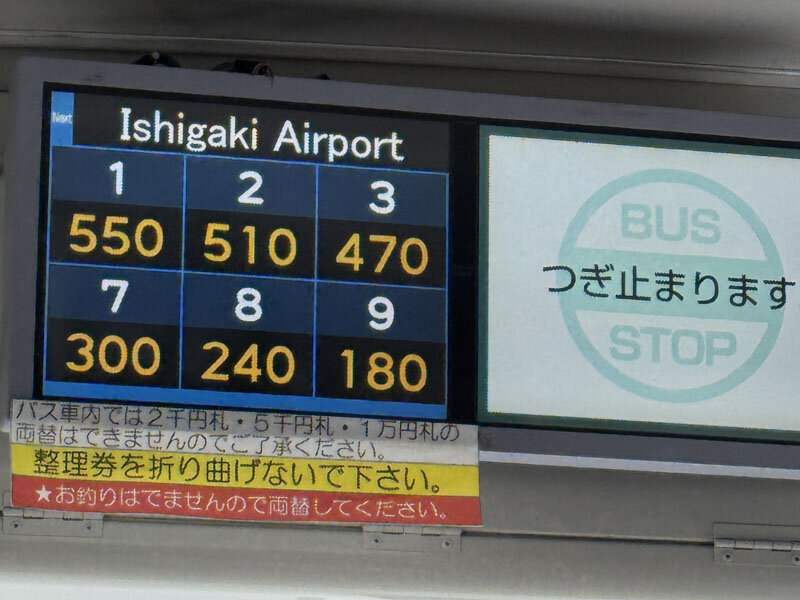 Next
Ishigaki Airport
1 2 3
550 510 470
7 8 9
300 240 180
BUS
つぎ止まります
STOP
バス車内では2千円札・5千円札・1万円札の
両替はできませんのでご了承ください。
整理券を折り曲げないで下さい。
★お釣りはでませんので両替してください。